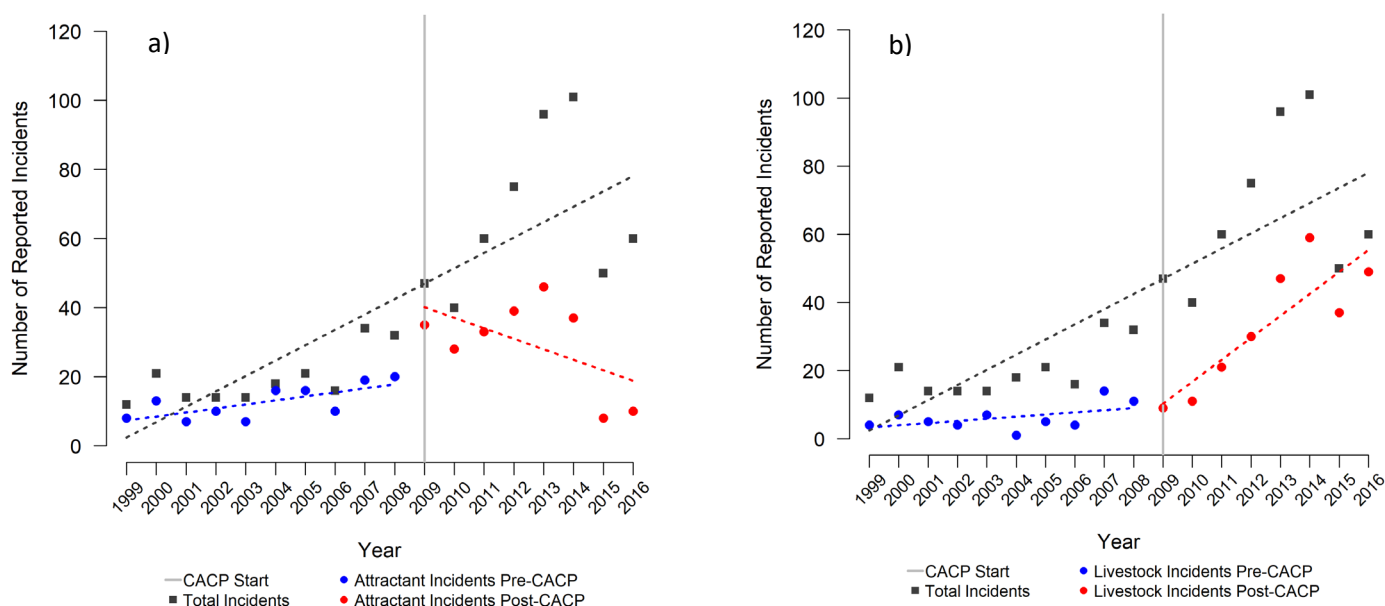 a)
Number of Reported Incidents
120
100
80
60
40
20
0
1999 2000 2001 2002 2003 2004 2005 2006 2007 2008 2009 2010 2011 2012 2013 2014 2015 2016
Year
CACP Start Attractant Incidents Pre-CACP
Total Incidents Attractant Incidents Post-CACP
b)
Number of Reported Incidents
120
100
80
60
40
20
0
1999 2000 2001 2002 2003 2004 2005 2006 2007 2008 2009 2010 2011 2012 2013 2014 2015 2016
Year
CACP Start Livestock Incidents Pre-CACP
Total Incidents Livestock Incidents Post-CACP